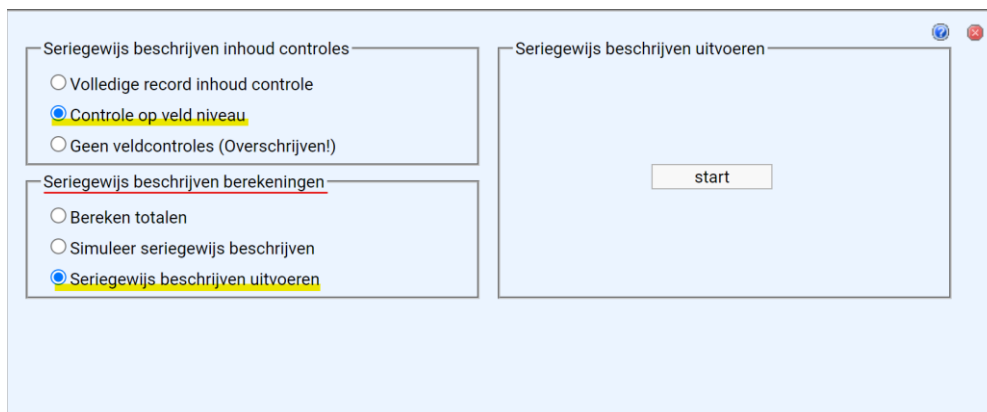 Seriegewijs beschrijven inhoud controles
Volledige record inhoud controle
Controle op veld niveau
Geen veldcontroles (Overschrijven!)
Seriegewijs beschrijven berekeningen
Bereken totalen
Simuleer seriegewijs beschrijven
Seriegewijs beschrijven uitvoeren
Seriegewijs beschrijven uitvoeren
start